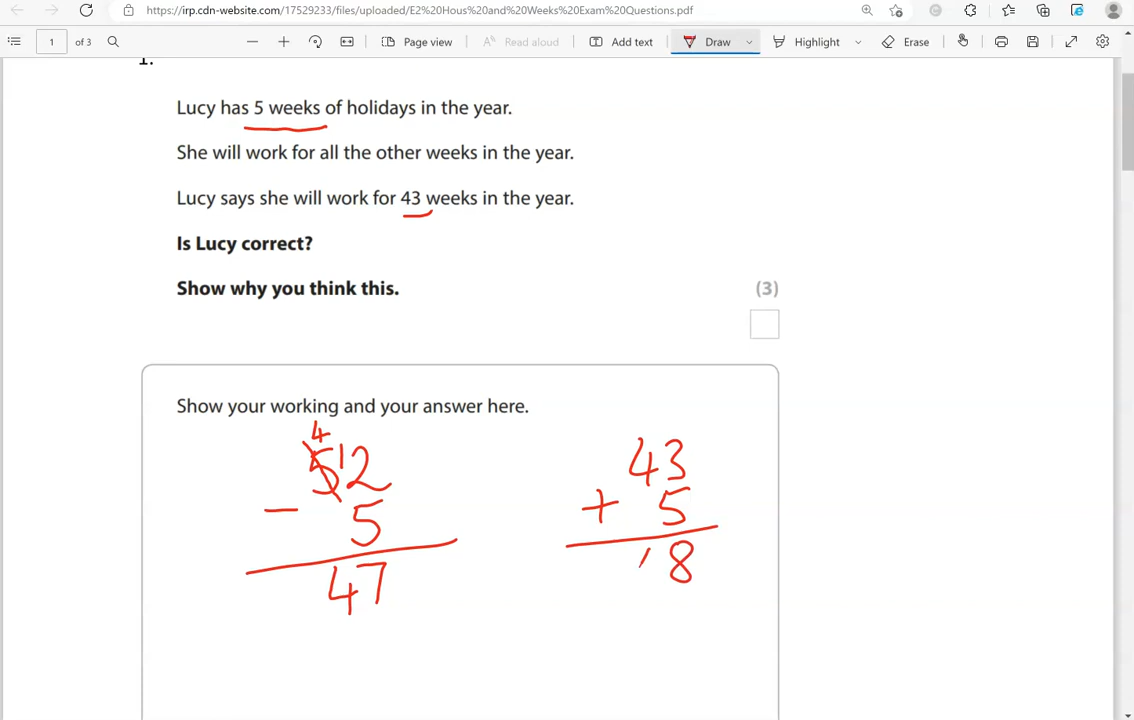 https://irp.cdn-website.com/17529233/files/uploaded/E2%20Hous%20and%20Weeks%20Exam%20Questions.pdf
1 of 3 Page view Read aloud Add text Draw Highlight Erase
1.
Lucy has 5 weeks of holidays in the year.
She will work for all the other weeks in the year.
Lucy says she will work for 43 weeks in the year.
Is Lucy correct?
Show why you think this. (3)
Show your working and your answer here.
4
512 43
- 5 + 5
47 8